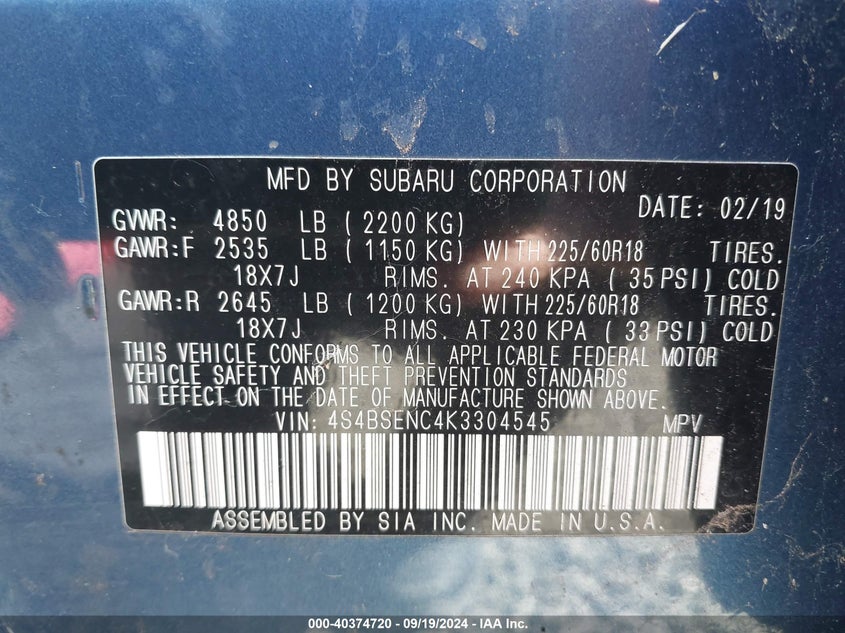 MFD BY SUBARU CORPORATION
DATE: 02/19
GVWR: 4850 LB ( 2200 KG)
GAWR:F 2535 LB ( 1150 KG) WITH 225/60R18 TIRES.
18X7J RIMS. AT 240 KPA ( 35 PSI) COLD
GAWR:R 2645 LB ( 1200 KG) WITH 225/60R18 TIRES.
18X7J RIMS. AT 230 KPA ( 33 PSI) COLD
THIS VEHICLE CONFORMS TO ALL APPLICABLE FEDERAL MOTOR
VEHICLE SAFETY AND THEFT PREVENTION STANDARDS
IN EFFECT ON THE DATE OF MANUFACTURE SHOWN ABOVE.
VIN: 4S4BSENC4K3304545 MPV
ASSEMBLED BY SIA INC. MADE IN U.S.A.
000-40374720 - 09/19/2024 - IAA Inc.